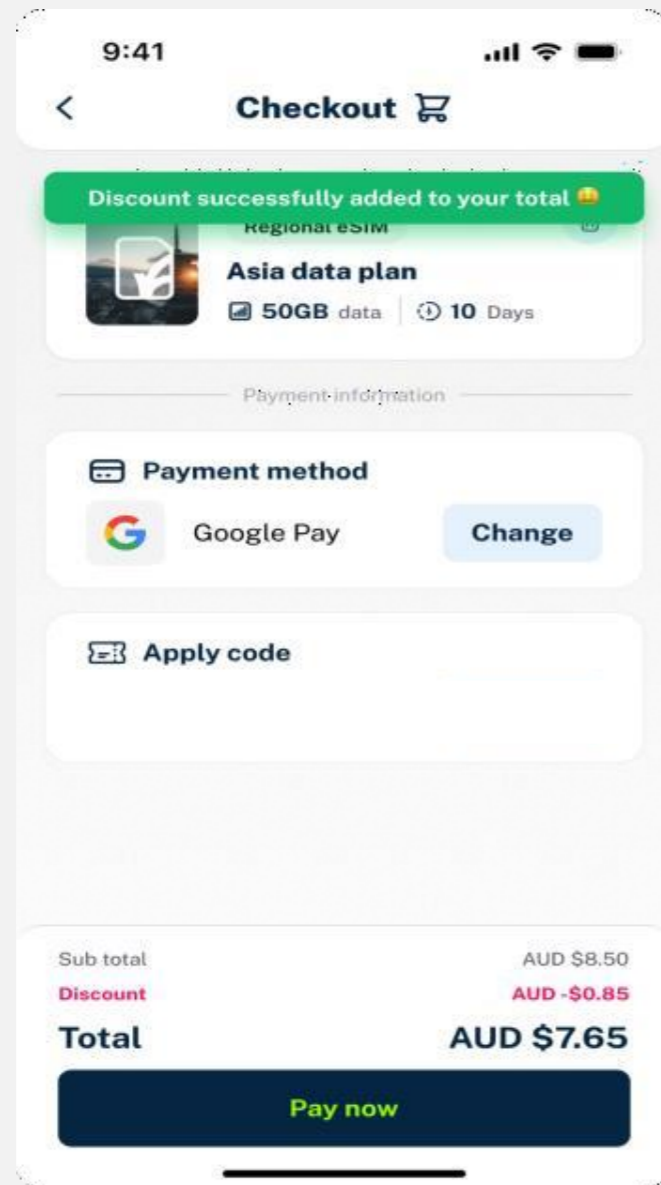 9:41
Checkout
Discount successfully added to your total 🤑
Regional eSIM
Asia data plan
50GB data 10 Days
Payment information
Payment method
Google Pay
Change
Apply code
Sub total AUD $8.50
Discount AUD -$0.85
Total AUD $7.65
Pay now